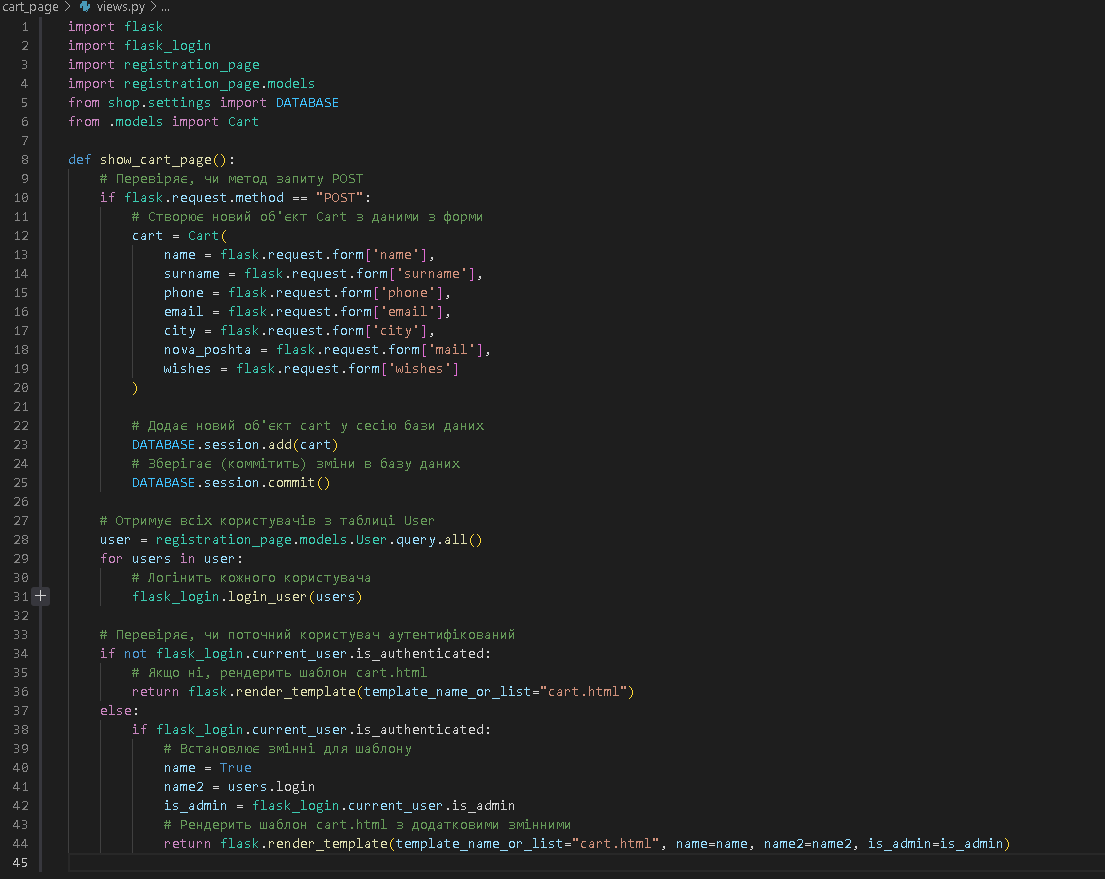 cart_page > views.py > ...
1 import flask
2 import flask_login
3 import registration_page
4 import registration_page.models
5 from shop.settings import DATABASE
6 from .models import Cart
7
8 def show_cart_page():
9     # Перевіряє, чи метод запиту POST
10     if flask.request.method == "POST":
11         # Створює новий об'єкт Cart з даними з форми
12         cart = Cart(
13             name = flask.request.form['name'],
14             surname = flask.request.form['surname'],
15             phone = flask.request.form['phone'],
16             email = flask.request.form['email'],
17             city = flask.request.form['city'],
18             nova_poshta = flask.request.form['mail'],
19             wishes = flask.request.form['wishes']
20         )
21
22         # Додає новий об'єкт cart у сесію бази даних
23         DATABASE.session.add(cart)
24         # Зберігає (коммітить) зміни в базу даних
25         DATABASE.session.commit()
26
27     # Отримує всіх користувачів з таблиці User
28     user = registration_page.models.User.query.all()
29     for users in user:
30         # Логінить кожного користувача
31         flask_login.login_user(users)
32
33     # Перевіряє, чи поточний користувач аутентифікований
34     if not flask_login.current_user.is_authenticated:
35         # Якщо ні, рендерить шаблон cart.html
36         return flask.render_template(template_name_or_list="cart.html")
37     else:
38         if flask_login.current_user.is_authenticated:
39             # Встановлює змінні для шаблону
40             name = True
41             name2 = users.login
42             is_admin = flask_login.current_user.is_admin
43             # Рендерить шаблон cart.html з додатковими змінними
44             return flask.render_template(template_name_or_list="cart.html", name=name, name2=name2, is_admin=is_admin)
45